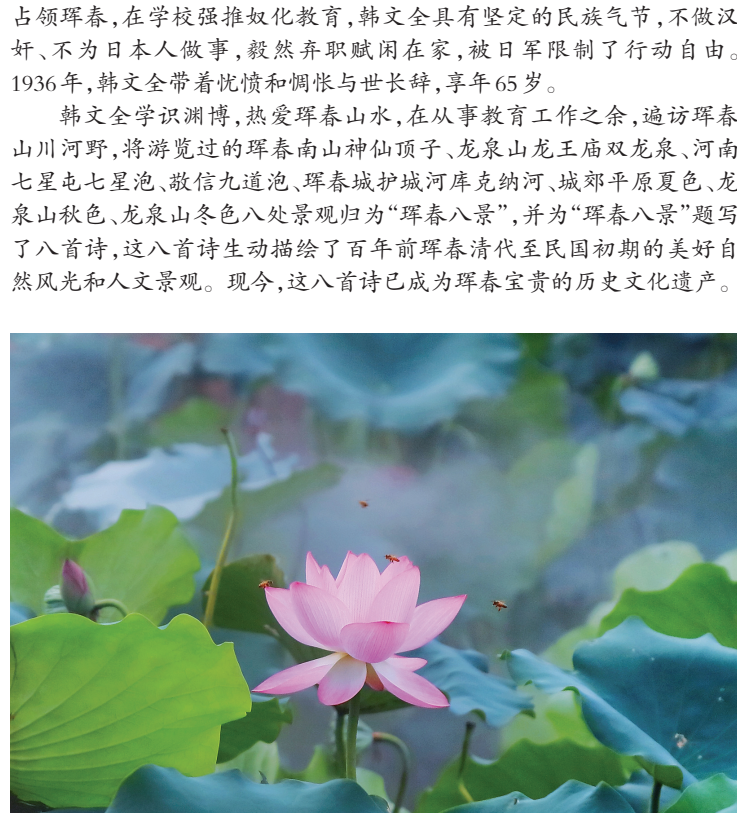 占领珲春,在学校强推奴化教育,韩文全具有坚定的民族气节,不做汉
奸、不为日本人做事,毅然弃职赋闲在家,被日军限制了行动自由。
1936年,韩文全带着忧愤和惆怅与世长辞,享年65岁。
韩文全学识渊博,热爱珲春山水,在从事教育工作之余,遍访珲春
山川河野,将游览过的珲春南山神仙顶子、龙泉山龙王庙双龙泉、河南
七星屯七星泡、敬信九道泡、珲春城护城河库克纳河、城郊平原夏色、龙
泉山秋色、龙泉山冬色八处景观归为“珲春八景”,并为“珲春八景”题写
了八首诗,这八首诗生动描绘了百年前珲春清代至民国初期的美好自
然风光和人文景观。现今,这八首诗已成为珲春宝贵的历史文化遗产。